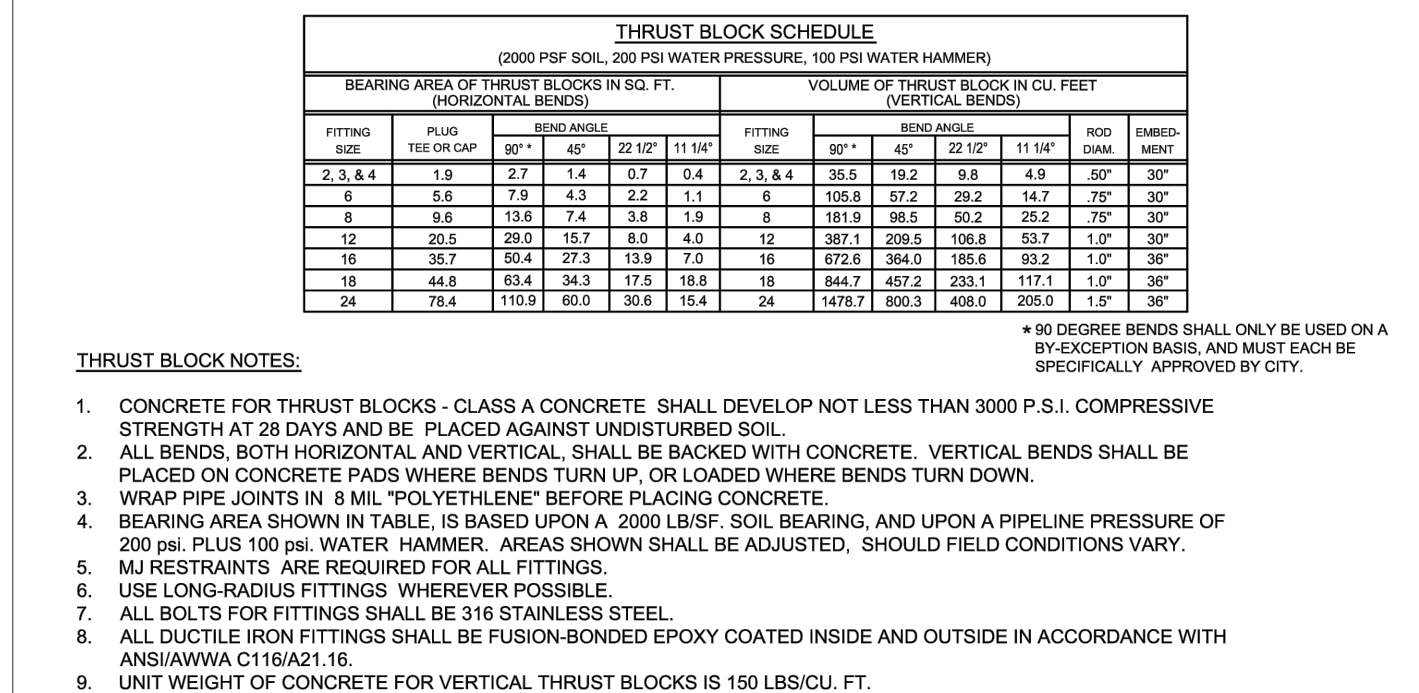 THRUST BLOCK SCHEDULE
(2000 PSF SOIL, 200 PSI WATER PRESSURE, 100 PSI WATER HAMMER)
BEARING AREA OF THRUST BLOCKS IN SQ. FT. VOLUME OF THRUST BLOCK IN CU. FEET
(HORIZONTAL BENDS) (VERTICAL BENDS)
FITTING PLUG BEND ANGLE FITTING BEND ANGLE ROD EMBED-
SIZE TEE OR CAP 90° * 45° 22 1/2° 11 1/4° SIZE 90° * 45° 22 1/2° 11 1/4° DIAM. MENT
2, 3, & 4 1.9 2.7 1.4 0.7 0.4 2, 3, & 4 35.5 19.2 9.8 4.9 .50" 30"
6 5.6 7.9 4.3 2.2 1.1 6 105.8 57.2 29.2 14.7 .75" 30"
8 9.6 13.6 7.4 3.8 1.9 8 181.9 98.5 50.2 25.2 .75" 30"
12 20.5 29.0 15.7 8.0 4.0 12 387.1 209.5 106.8 53.7 1.0" 30"
16 35.7 50.4 27.3 13.9 7.0 16 672.6 364.0 185.6 93.2 1.0" 36"
18 44.8 63.4 34.3 17.5 18.8 18 844.7 457.2 233.1 117.1 1.0" 36"
24 78.4 110.9 60.0 30.6 15.4 24 1478.7 800.3 408.0 205.0 1.5" 36"
* 90 DEGREE BENDS SHALL ONLY BE USED ON A
BY-EXCEPTION BASIS, AND MUST EACH BE
SPECIFICALLY APPROVED BY CITY.
THRUST BLOCK NOTES:
1. CONCRETE FOR THRUST BLOCKS - CLASS A CONCRETE SHALL DEVELOP NOT LESS THAN 3000 P.S.I. COMPRESSIVE
STRENGTH AT 28 DAYS AND BE PLACED AGAINST UNDISTURBED SOIL.
2. ALL BENDS, BOTH HORIZONTAL AND VERTICAL, SHALL BE BACKED WITH CONCRETE. VERTICAL BENDS SHALL BE
PLACED ON CONCRETE PADS WHERE BENDS TURN UP, OR LOADED WHERE BENDS TURN DOWN.
3. WRAP PIPE JOINTS IN 8 MIL "POLYETHLENE" BEFORE PLACING CONCRETE.
4. BEARING AREA SHOWN IN TABLE, IS BASED UPON A 2000 LB/SF. SOIL BEARING, AND UPON A PIPELINE PRESSURE OF
200 psi. PLUS 100 psi. WATER HAMMER. AREAS SHOWN SHALL BE ADJUSTED, SHOULD FIELD CONDITIONS VARY.
5. MJ RESTRAINTS ARE REQUIRED FOR ALL FITTINGS.
6. USE LONG-RADIUS FITTINGS WHEREVER POSSIBLE.
7. ALL BOLTS FOR FITTINGS SHALL BE 316 STAINLESS STEEL.
8. ALL DUCTILE IRON FITTINGS SHALL BE FUSION-BONDED EPOXY COATED INSIDE AND OUTSIDE IN ACCORDANCE WITH
ANSI/AWWA C116/A21.16.
9. UNIT WEIGHT OF CONCRETE FOR VERTICAL THRUST BLOCKS IS 150 LBS/CU. FT.